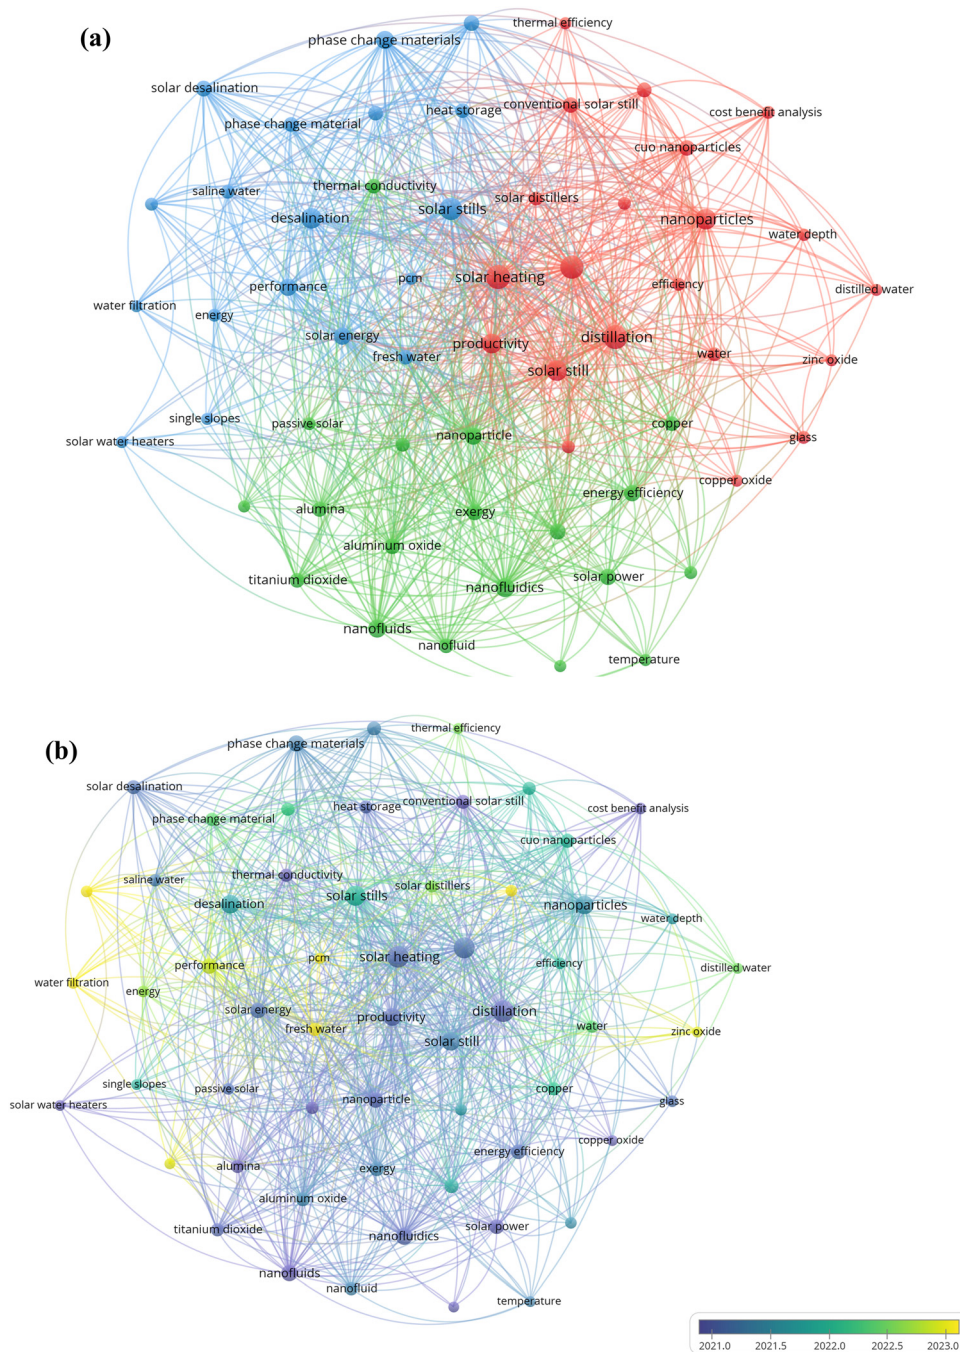 (a)
thermal efficiency
phase change materials
solar desalination
heat storage
conventional solar still
cost benefit analysis
phase change material
cuo nanoparticles
thermal conductivity
saline water
solar distillers
desalination
solar stills
nanoparticles
water depth
pcm
solar heating
performance
efficiency
distilled water
water filtration
energy
solar energy
productivity
distillation
fresh water
water
zinc oxide
solar still
single slopes
passive solar
copper
solar water heaters
nanoparticle
glass
copper oxide
energy efficiency
alumina
exergy
aluminum oxide
titanium dioxide
nanofluidics
solar power
nanofluids
nanofluid
temperature
(b)
thermal efficiency
phase change materials
solar desalination
heat storage
conventional solar still
cost benefit analysis
phase change material
cuo nanoparticles
thermal conductivity
saline water
solar distillers
desalination
solar stills
nanoparticles
water depth
pcm
solar heating
performance
efficiency
distilled water
water filtration
energy
solar energy
productivity
distillation
fresh water
water
zinc oxide
solar still
single slopes
passive solar
copper
solar water heaters
nanoparticle
glass
copper oxide
energy efficiency
alumina
exergy
aluminum oxide
titanium dioxide
nanofluidics
solar power
nanofluids
nanofluid
temperature
2021.0 2021.5 2022.0 2022.5 2023.0